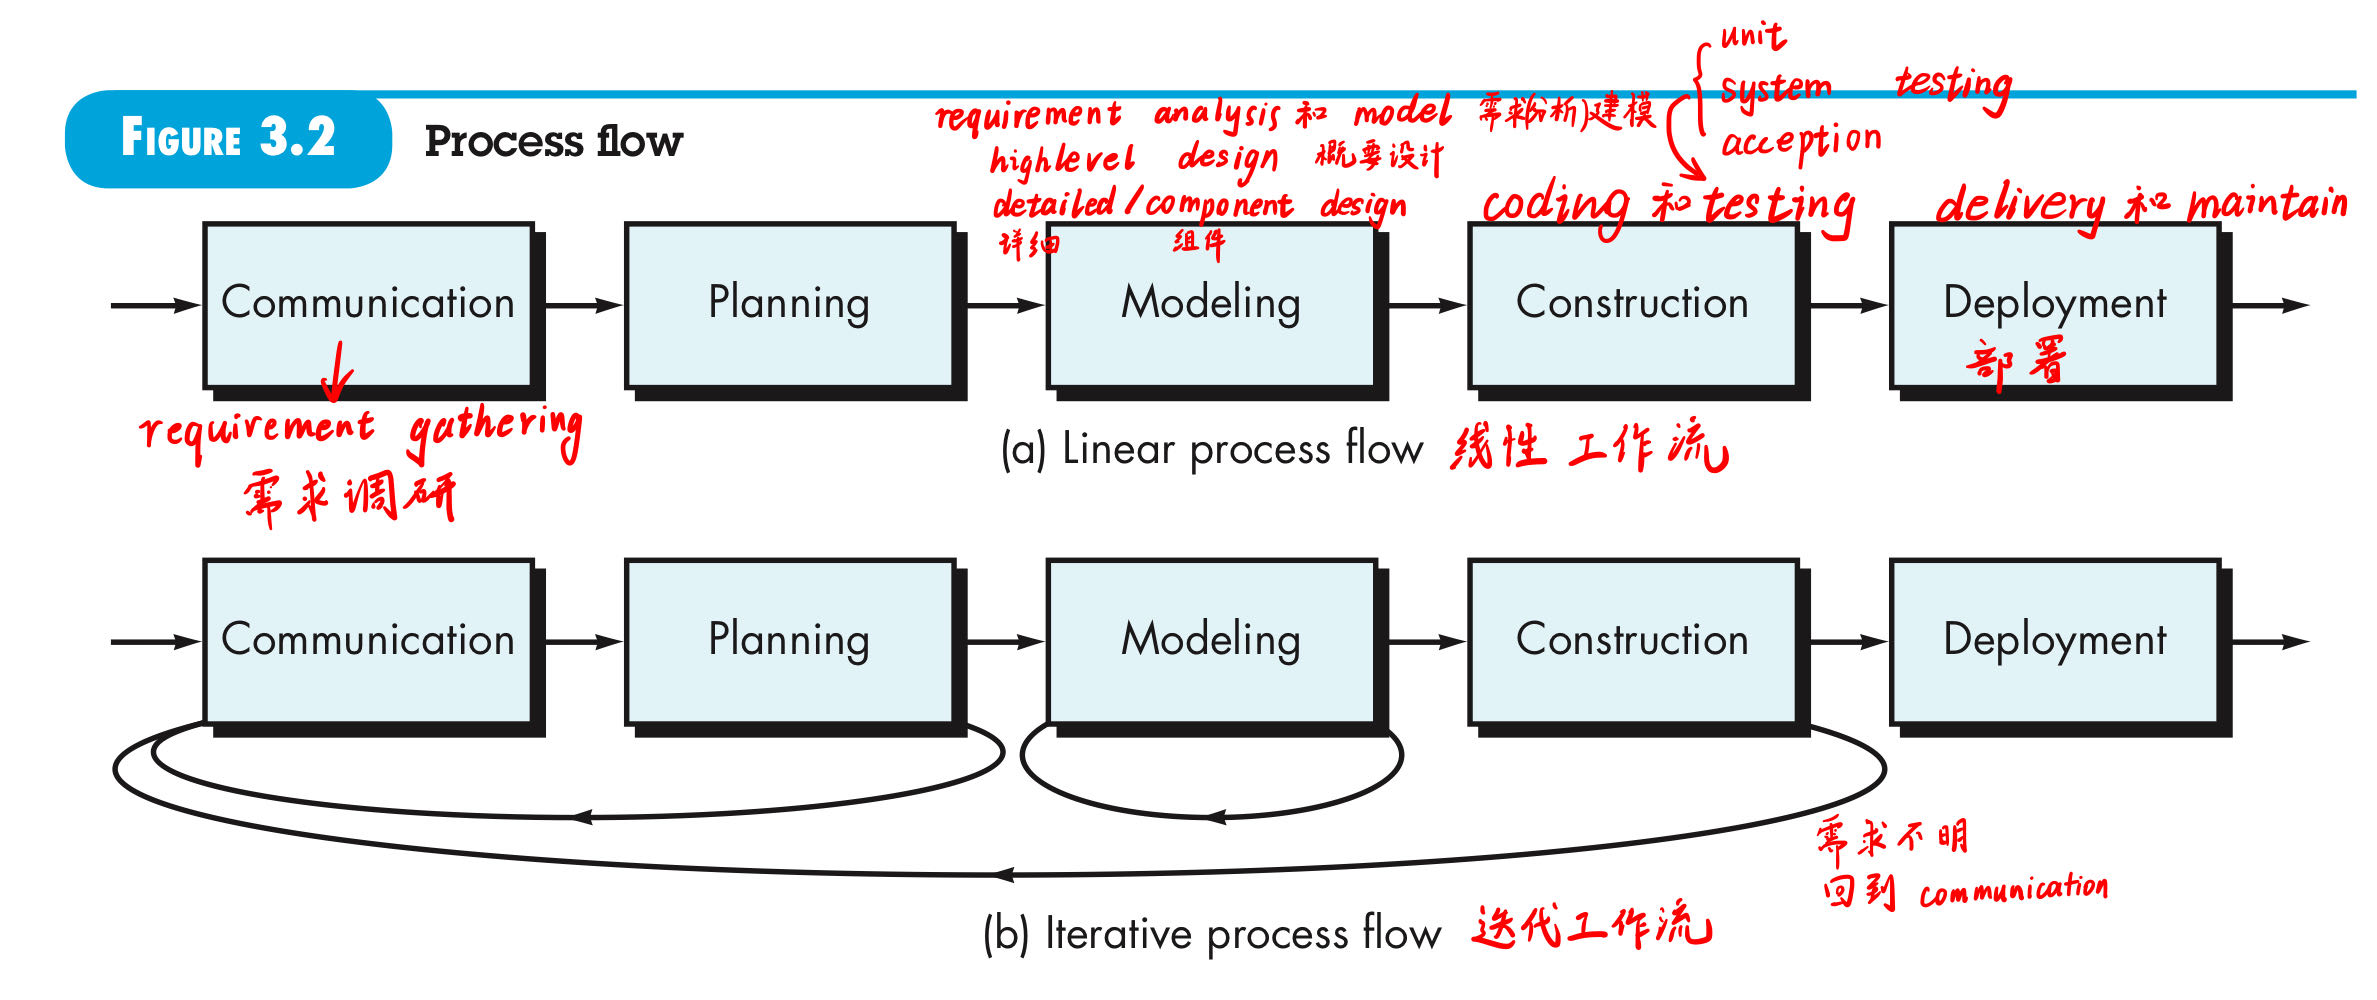 unit
system testing
acception
FIGURE 3.2 Process flow
requirement analysis 和 model 需求分析)建模
highlevel design 概要设计
detailed/component design
详细 组件
coding 和 testing
delivery 和 maintain
Communication Planning Modeling Construction Deployment
部署
requirement gathering
需求调研
(a) Linear process flow 线性工作流
Communication Planning Modeling Construction Deployment
需求不明
回到 communication
(b) Iterative process flow 迭代工作流